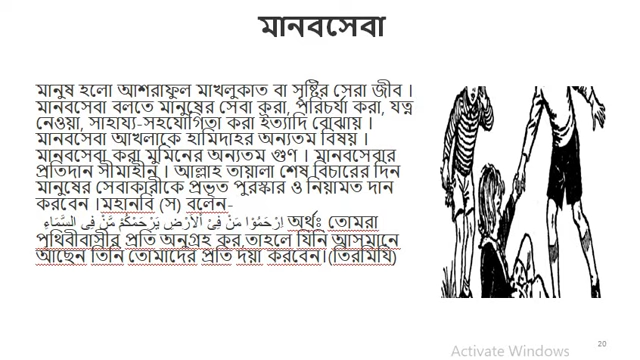 মানবসেবা
মানুষ হলো আশরাফুল মাখলুকাত বা সৃষ্টির সেরা জীব ।
মানবসেবা বলতে মানুষের সেবা করা, পরিচর্যা করা, যত্ন
নেওয়া, সাহায্য-সহযোগিতা করা ইত্যাদি বোঝায় ।
মানবসেবা আখলাকে হামিদাহর অন্যতম বিষয় ।
মানবসেবা করা মুমিনের অন্যতম গুণ । মানবসেবার
প্রতিদান সীমাহীন । আল্লাহ তায়ালা শেষ বিচারের দিন
মানুষের সেবাকারীকে প্রভূত পুরস্কার ও নিয়ামত দান
করবেন । মহানবি (স) বলেন-
اِرْحَمُوْا مَنْ فِىْ الْاَرْضِ يَرْحَمُكُمْ مَّنْ فِى السَّمَاءِ অর্থঃ তোমরা
পৃথিবীবাসীর প্রতি অনুগ্রহ কর,তাহলে যিনি আসমানে
আছেন তিনি তোমাদের প্রতি দয়া করবেন।(তিরমিযি)
20
Activate Windows